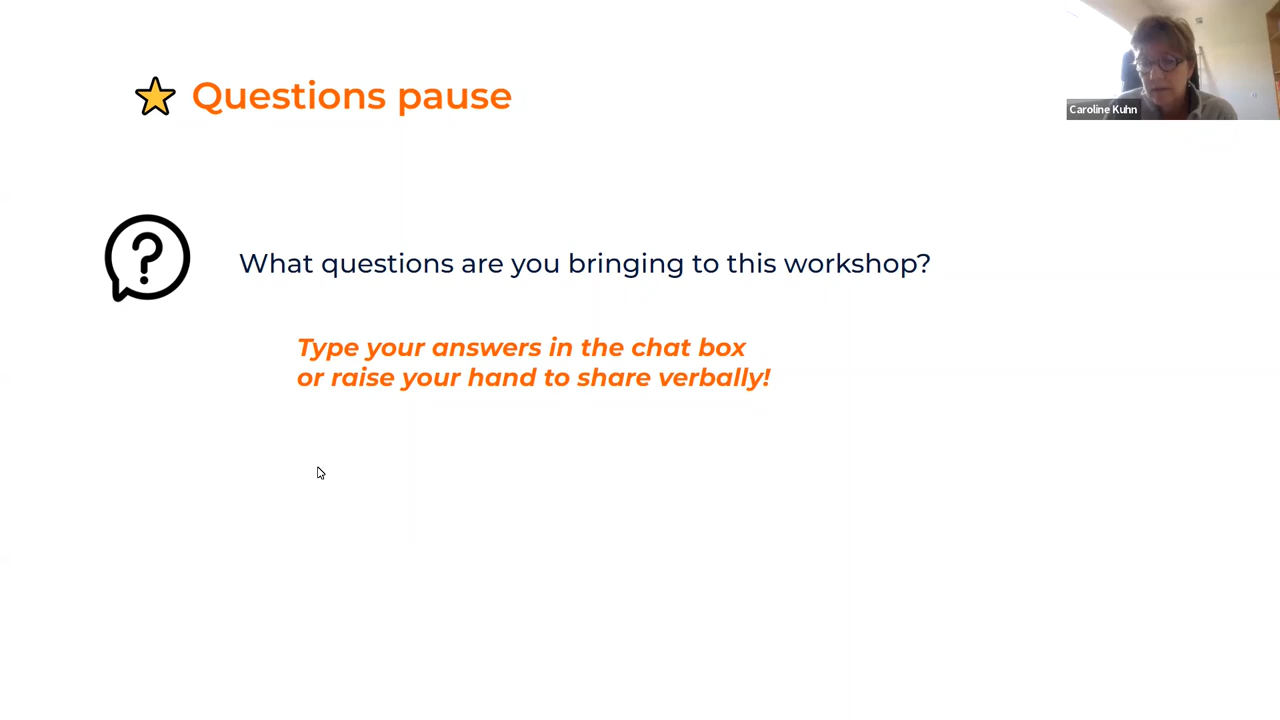 Questions pause
Caroline Kuhn
?
What questions are you bringing to this workshop?
Type your answers in the chat box
or raise your hand to share verbally!